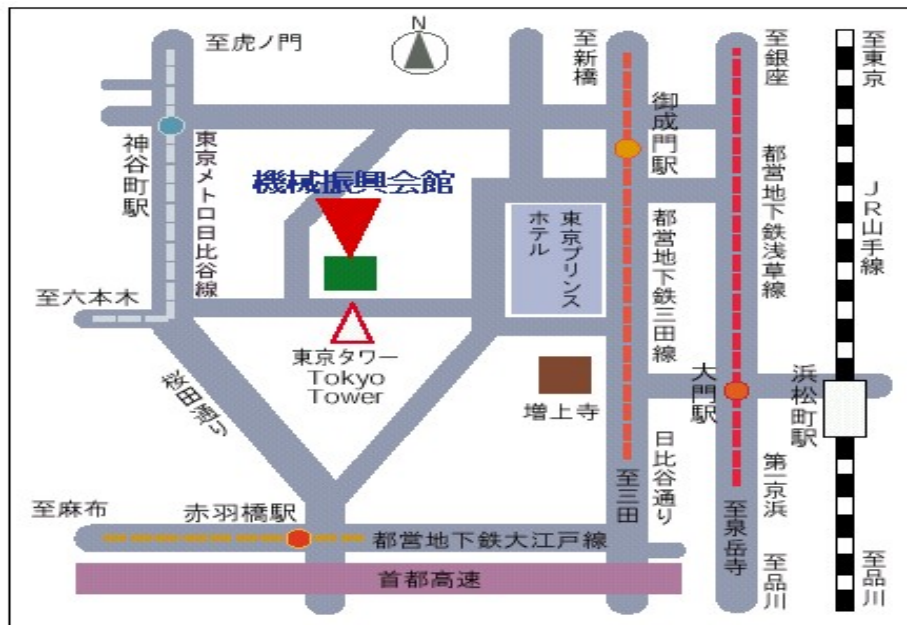 N
至虎ノ門
至新橋
至銀座
至東京
神谷町駅
東京メトロ日比谷線
御成門駅
都営地下鉄浅草線
JR山手線
機械振興会館
東京プリンス
ホテル
都営地下鉄三田線
至六本木
東京タワー
Tokyo
Tower
増上寺
大門駅
浜松町駅
桜田通り
日比谷通り
第一京浜
至三田
至泉岳寺
至品川
至品川
至麻布
赤羽橋駅
都営地下鉄大江戸線
首都高速